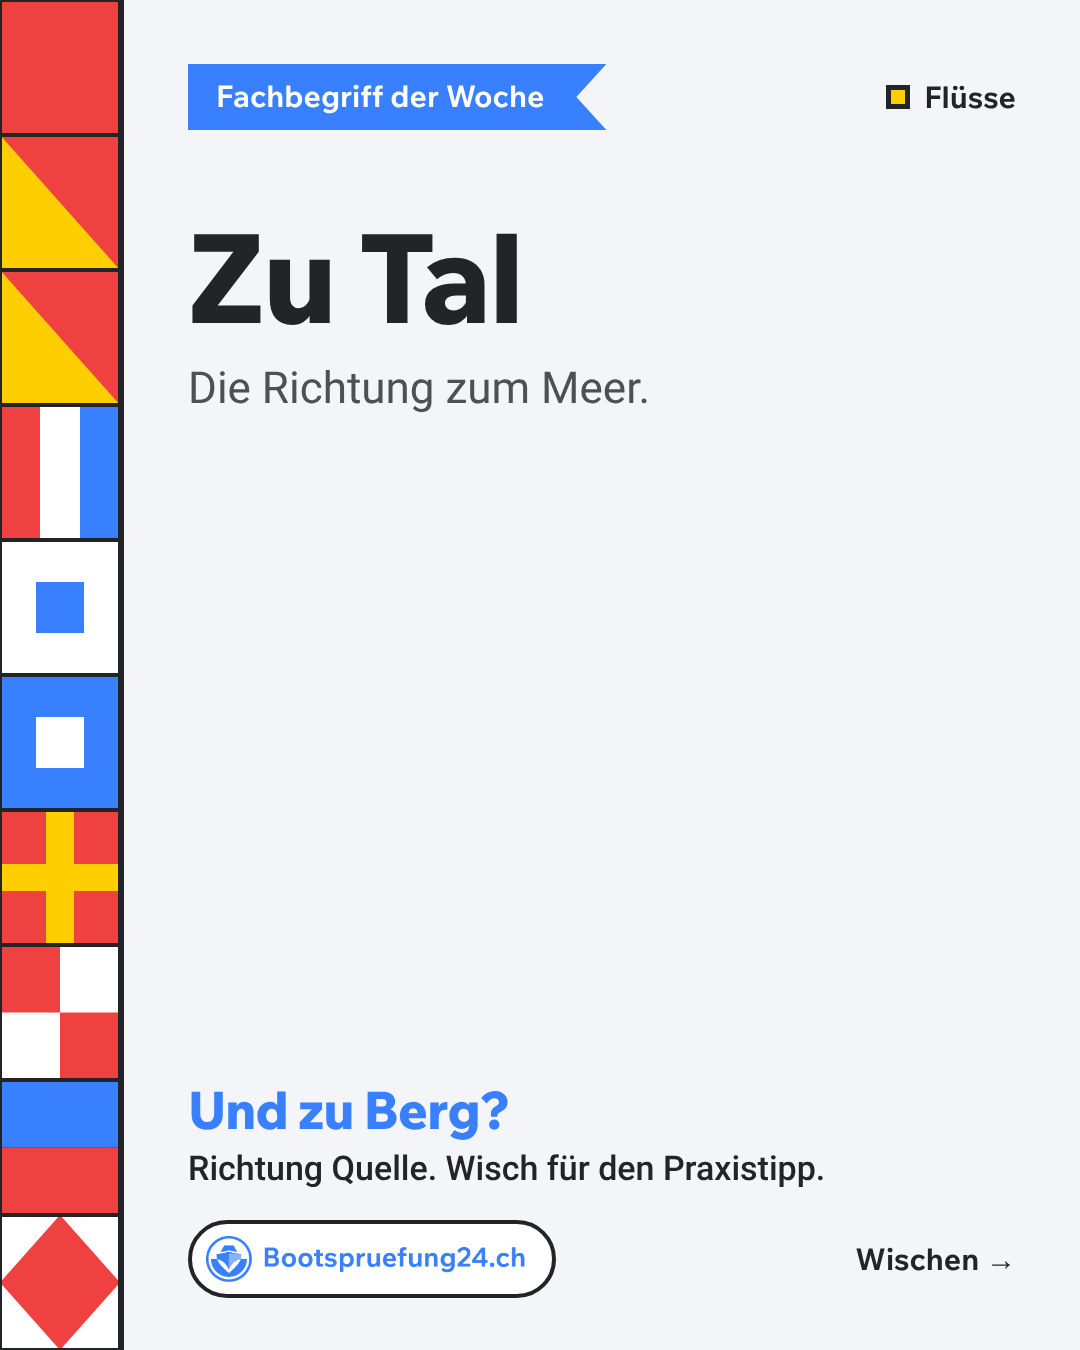 Fachbegriff der Woche
Flüsse
Zu Tal
Die Richtung zum Meer.
Und zu Berg?
Richtung Quelle. Wisch für den Praxistipp.
Bootspruefung24.ch
Wischen →